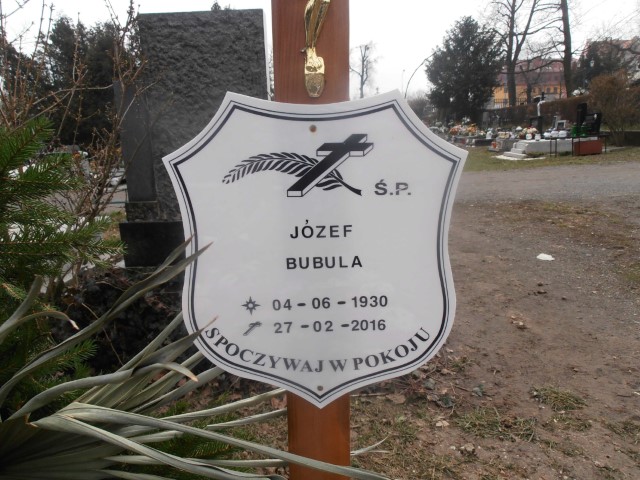 Ś.P.
JÓZEF
BUBULA
04-06-1930
27-02-2016
SPOCZYWAJ W POKOJU